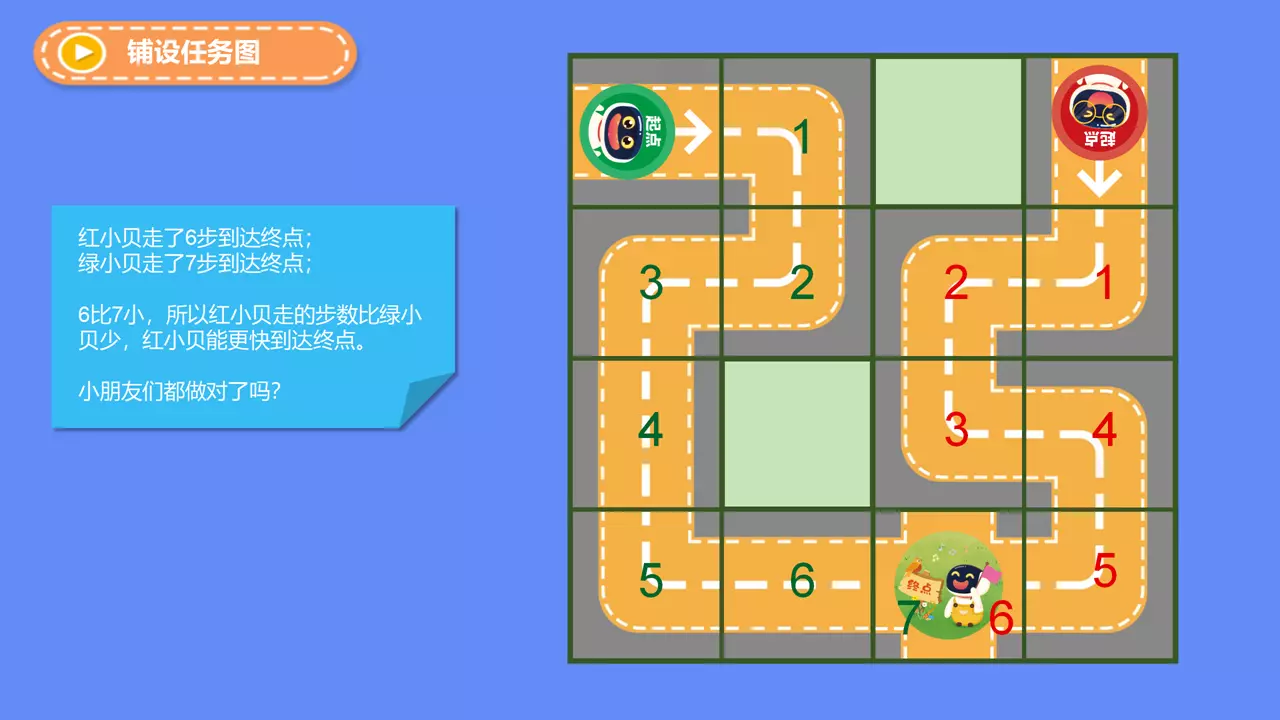 铺设任务图
红小贝走了6步到达终点；
绿小贝走了7步到达终点；
6比7小，所以红小贝走的步数比绿小
贝少，红小贝能更快到达终点。
小朋友们都做对了吗？
起点
起点
1
3
2
2
1
4
3
4
5
6
终点
7
6
5